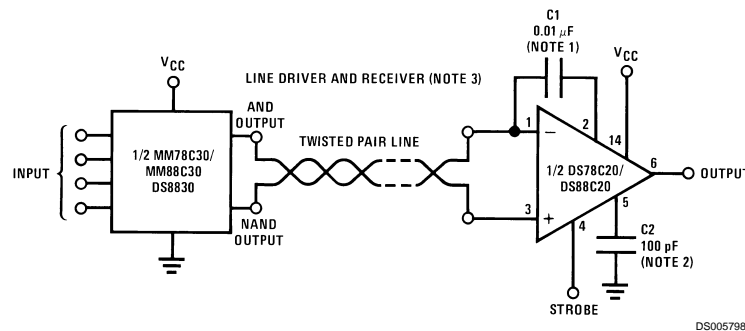 C1
0.01 µF
(NOTE 1)
VCC
VCC
LINE DRIVER AND RECEIVER (NOTE 3)
AND
OUTPUT
TWISTED PAIR LINE
1
2
14
−
INPUT
1/2 MM78C30/
MM88C30
DS8830
1/2 DS78C20/
DS88C20
6
OUTPUT
NAND
OUTPUT
3
+
4
5
C2
100 pF
(NOTE 2)
STROBE
DS005798